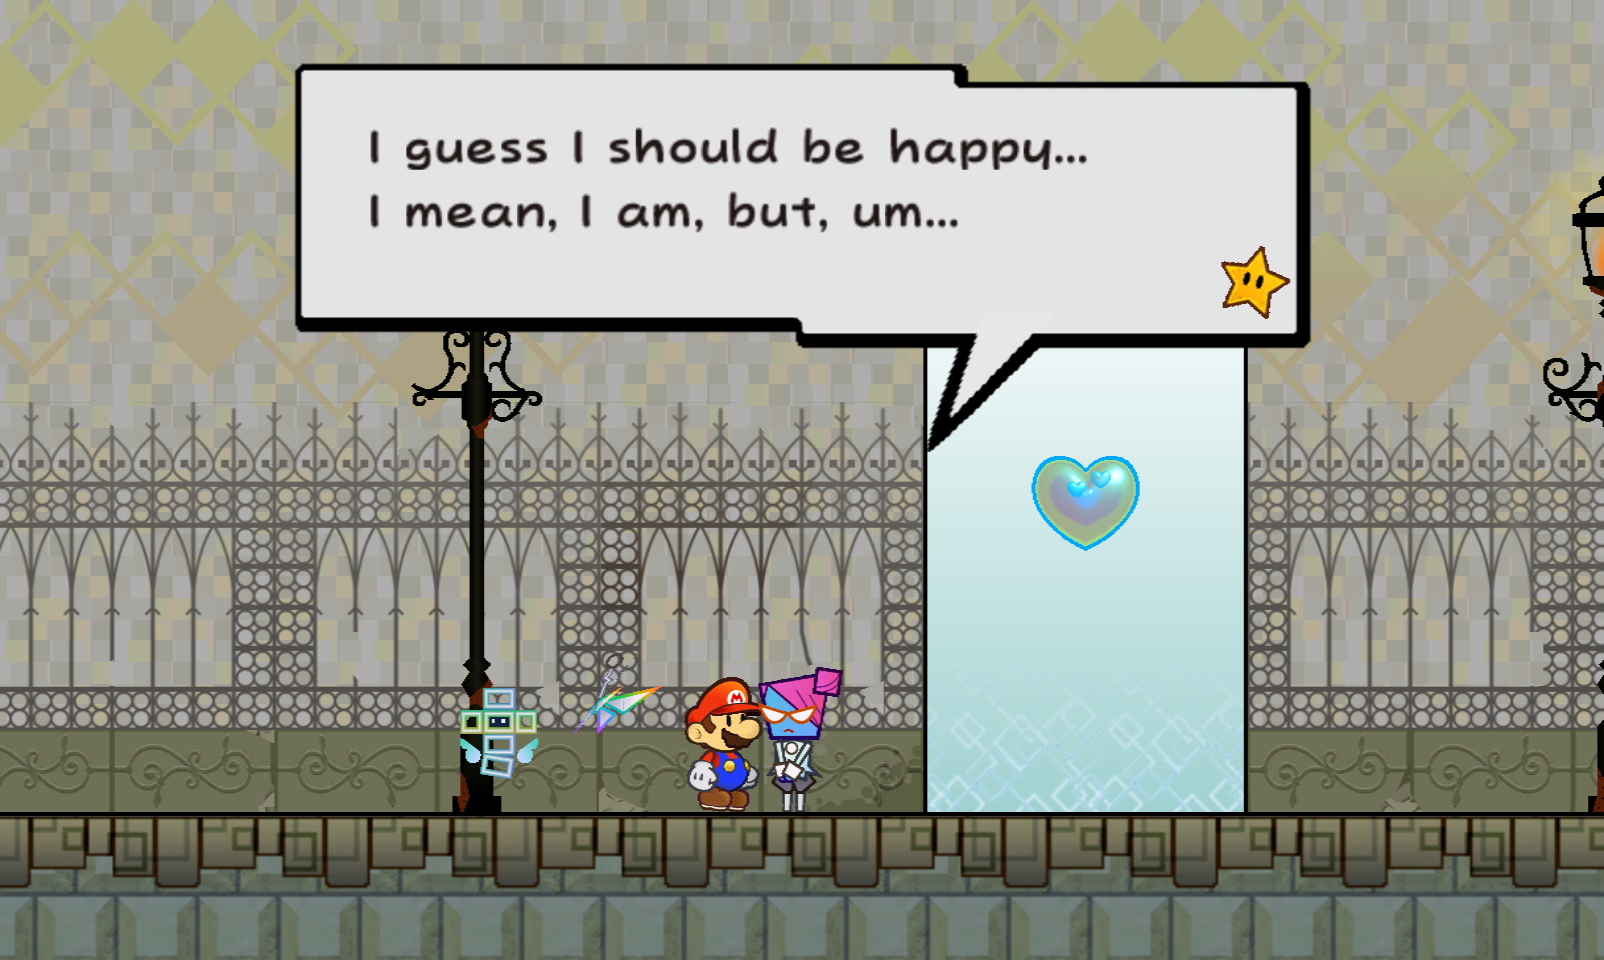 I guess I should be happy...
I mean, I am, but, um...
M